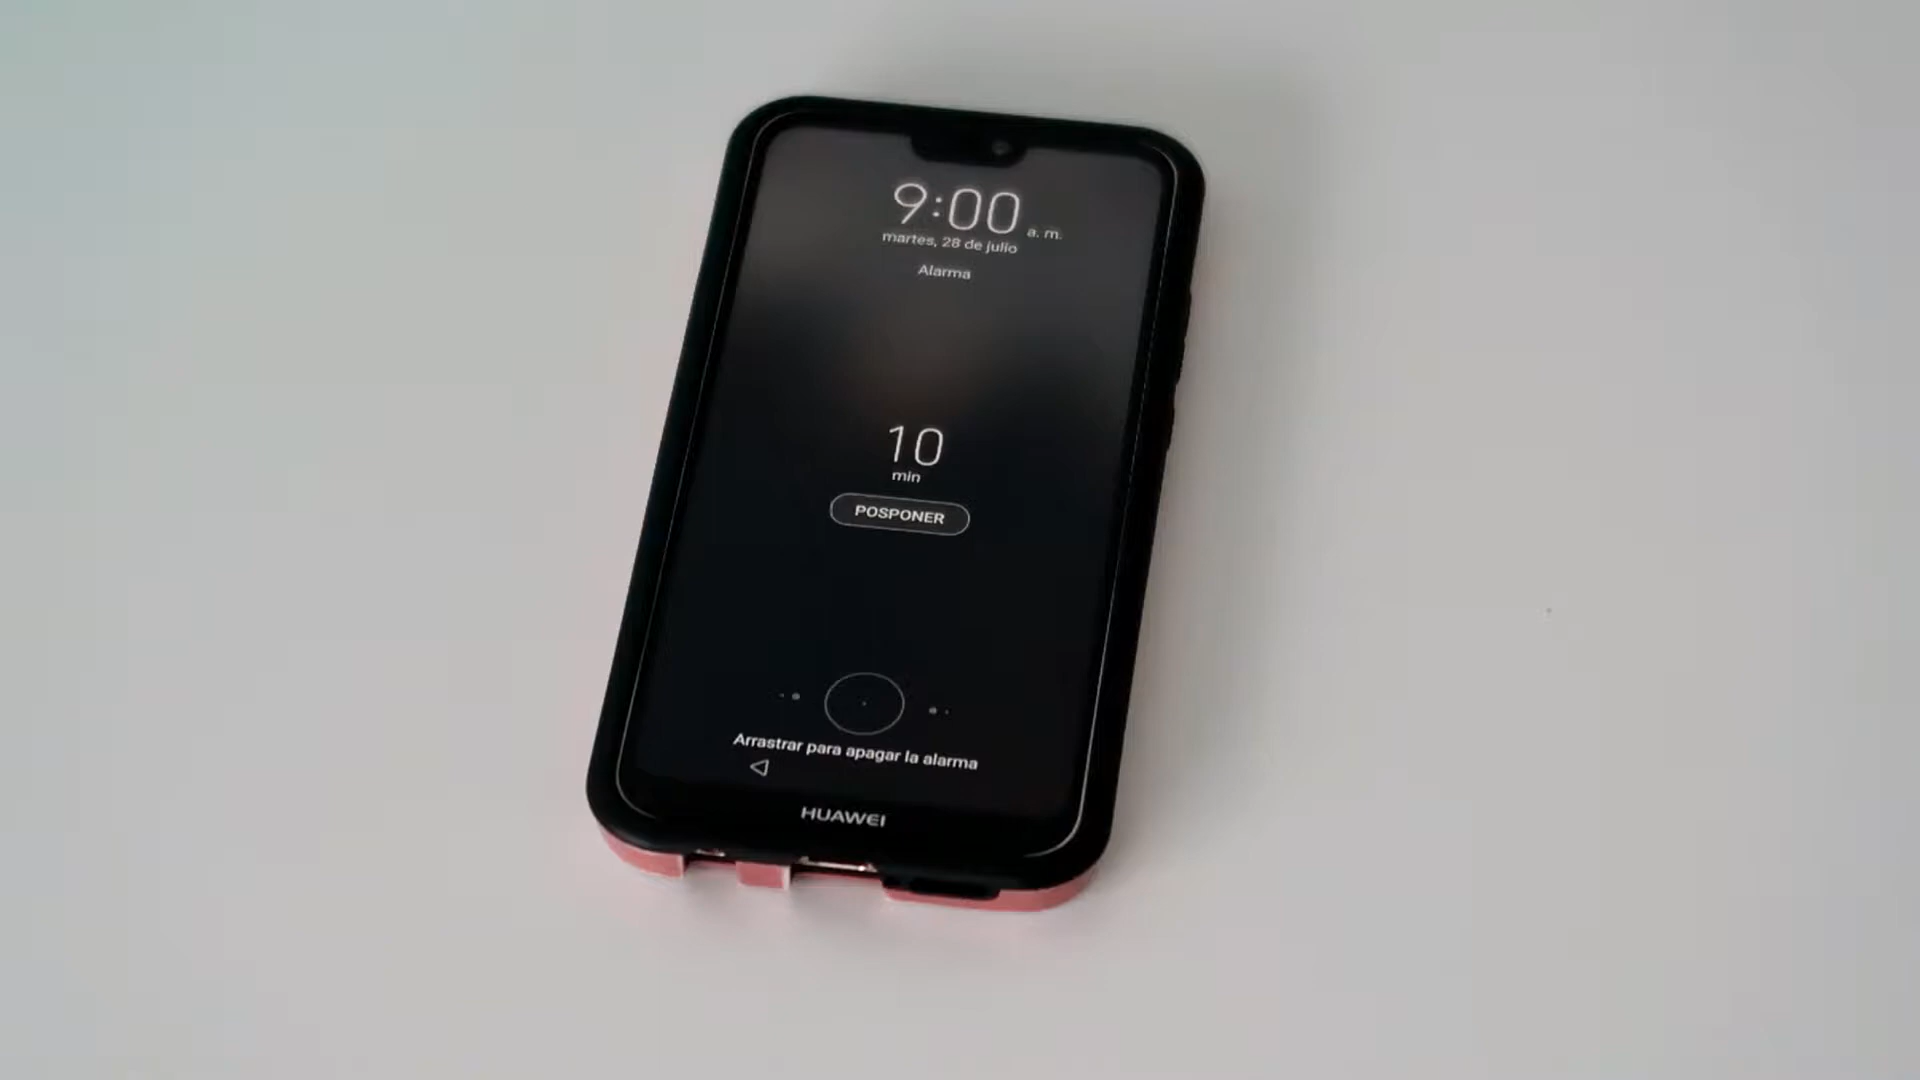 9:00 a. m.
martes, 28 de julio
Alarma
10
min
POSPONER
Arrastrar para apagar la alarma
HUAWEI